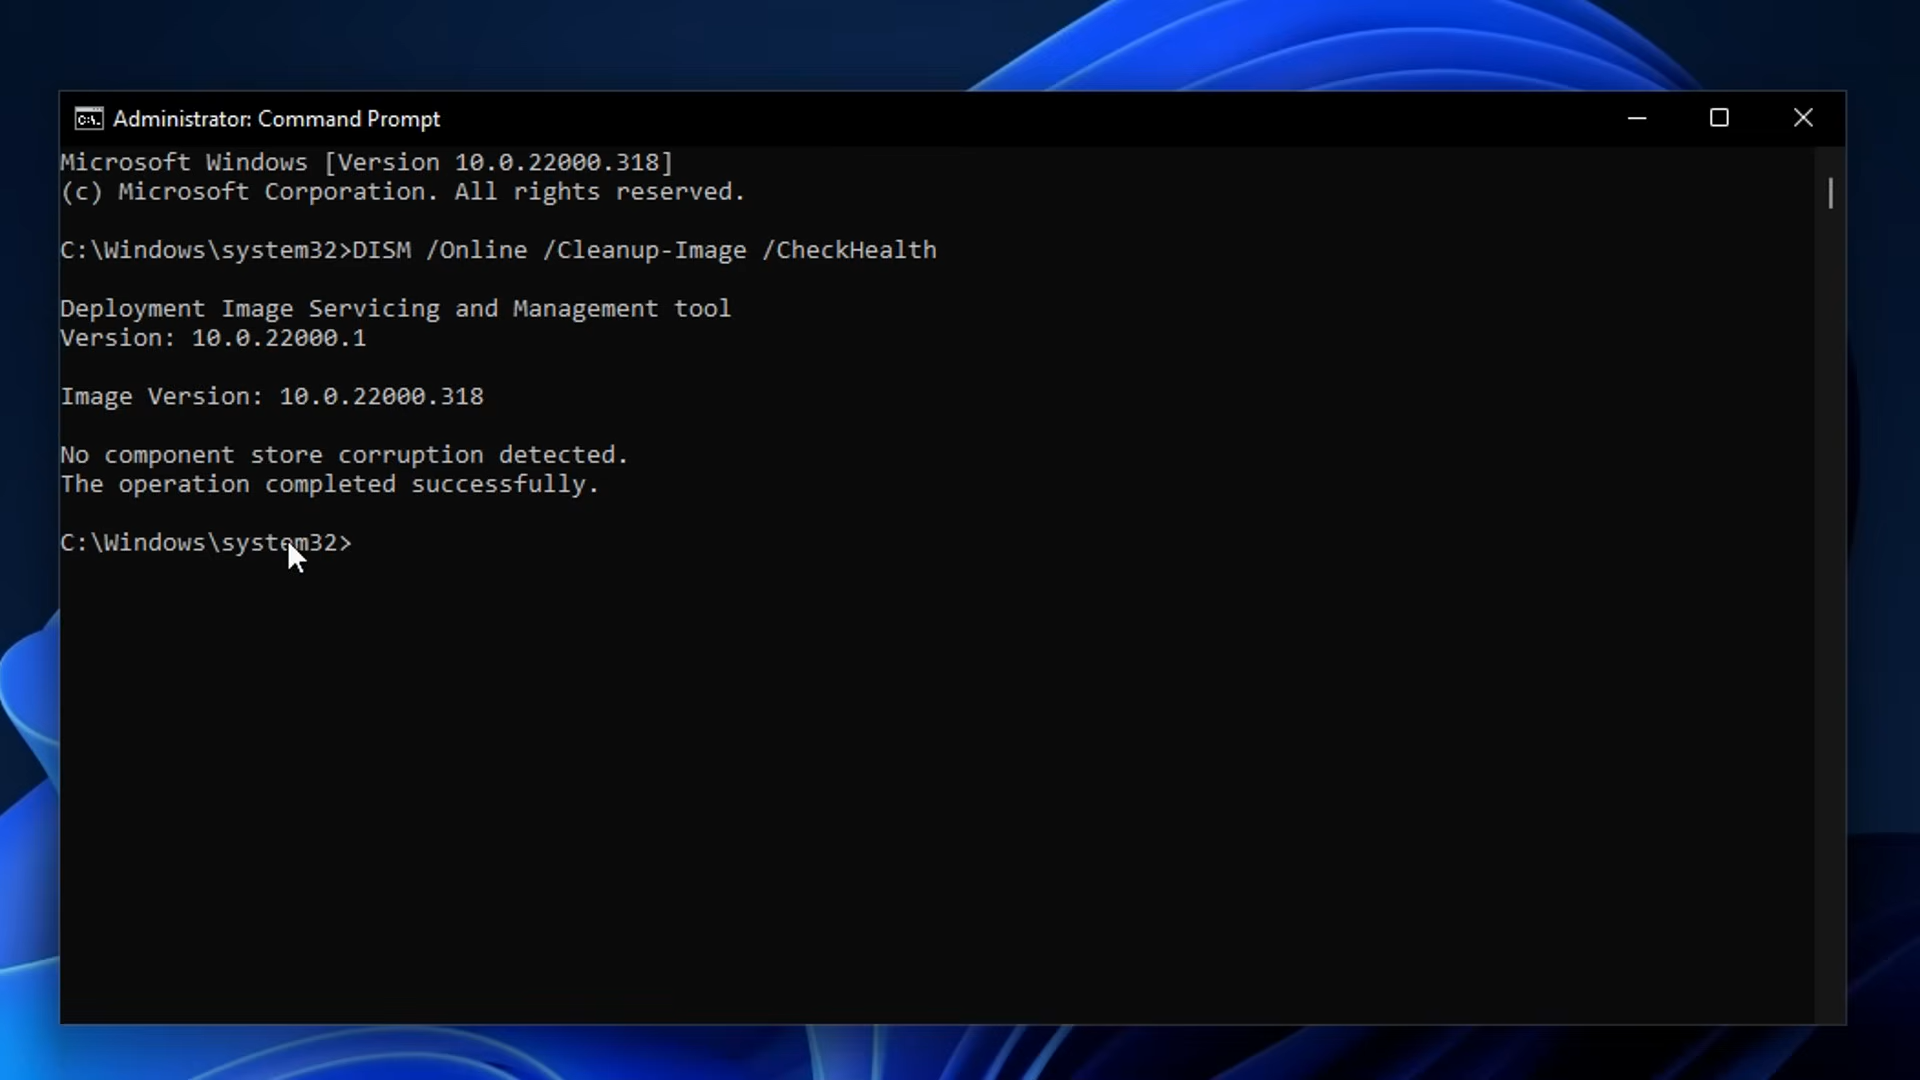 Administrator: Command Prompt
Microsoft Windows [Version 10.0.22000.318]
(c) Microsoft Corporation. All rights reserved.
C:\Windows\system32>DISM /Online /Cleanup-Image /CheckHealth
Deployment Image Servicing and Management tool
Version: 10.0.22000.1
Image Version: 10.0.22000.318
No component store corruption detected.
The operation completed successfully.
C:\Windows\system32>